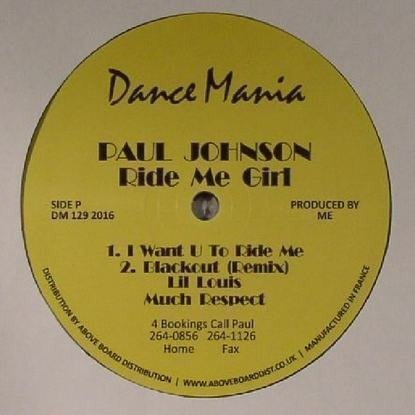 Dance Mania
PAUL JOHNSON
Ride Me Girl
SIDE P
DM 129 2016
PRODUCED BY
ME
1. I Want U To Ride Me
2. Blackout (Remix)
Lil Louis
Much Respect
4 Bookings Call Paul
264-0856 264-1126
Home Fax
DISTRIBUTION BY ABOVE BOARD DISTRIBUTION | WWW.ABOVEBOARDDIST.CO.UK | MANUFACTURED IN FRANCE